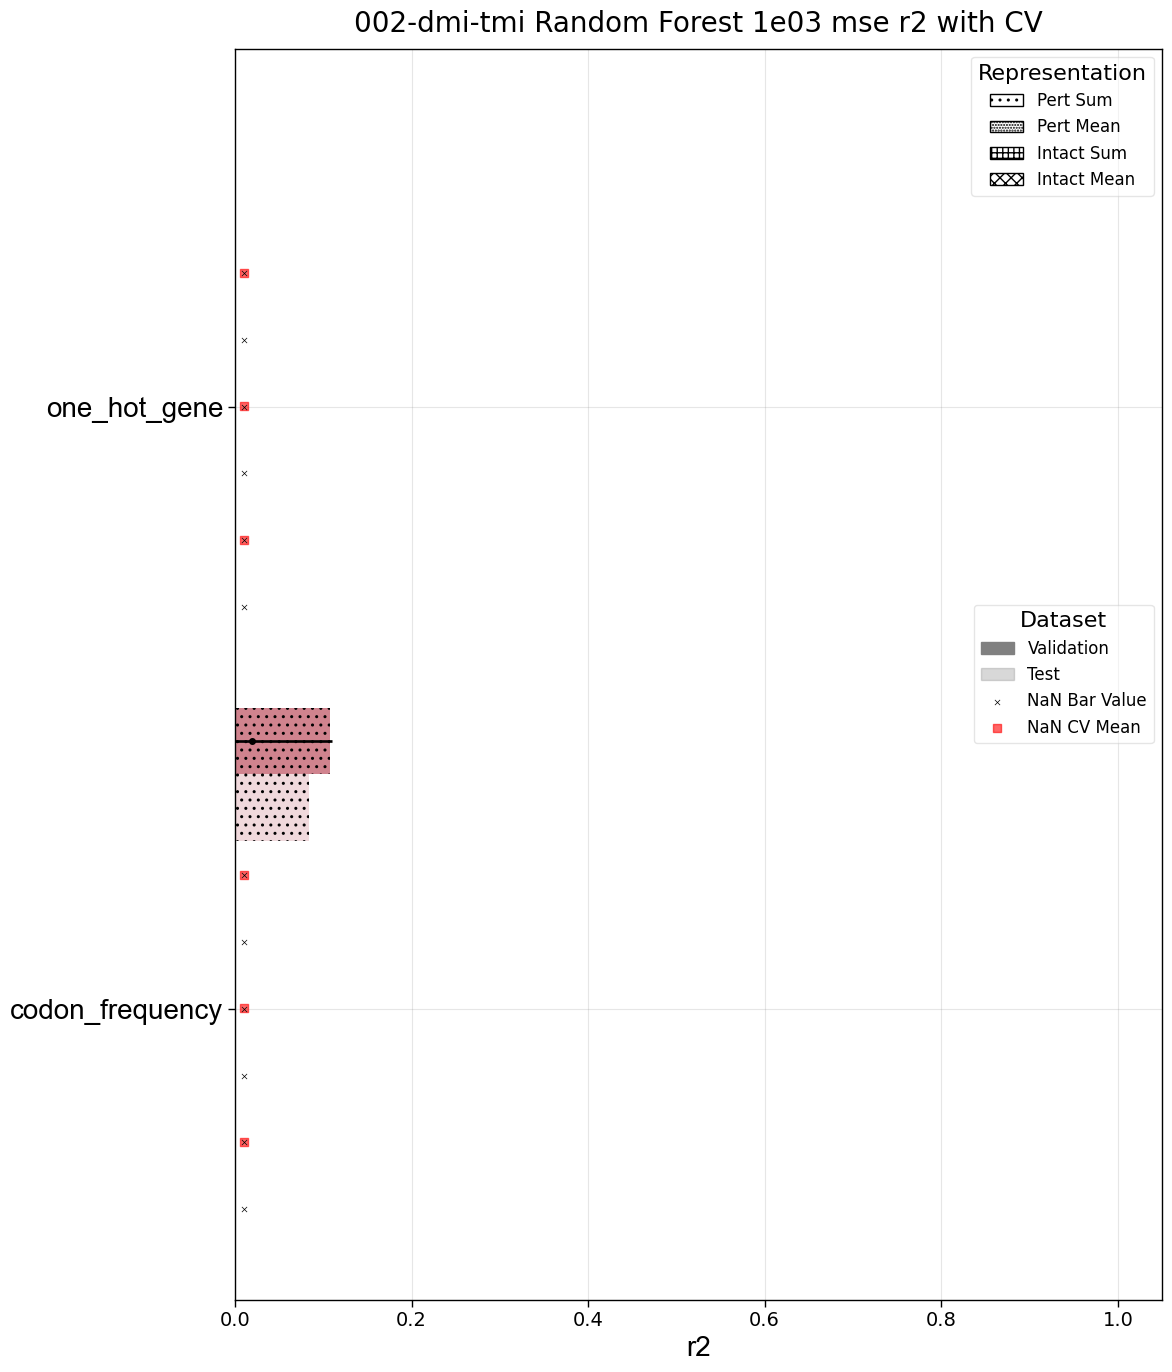 002-dmi-tmi Random Forest 1e03 mse r2 with CV
Representation
Pert Sum
Pert Mean
Intact Sum
Intact Mean
one_hot_gene
Dataset
Validation
Test
NaN Bar Value
NaN CV Mean
codon_frequency
0.0 0.2 0.4 0.6 0.8 1.0
r2